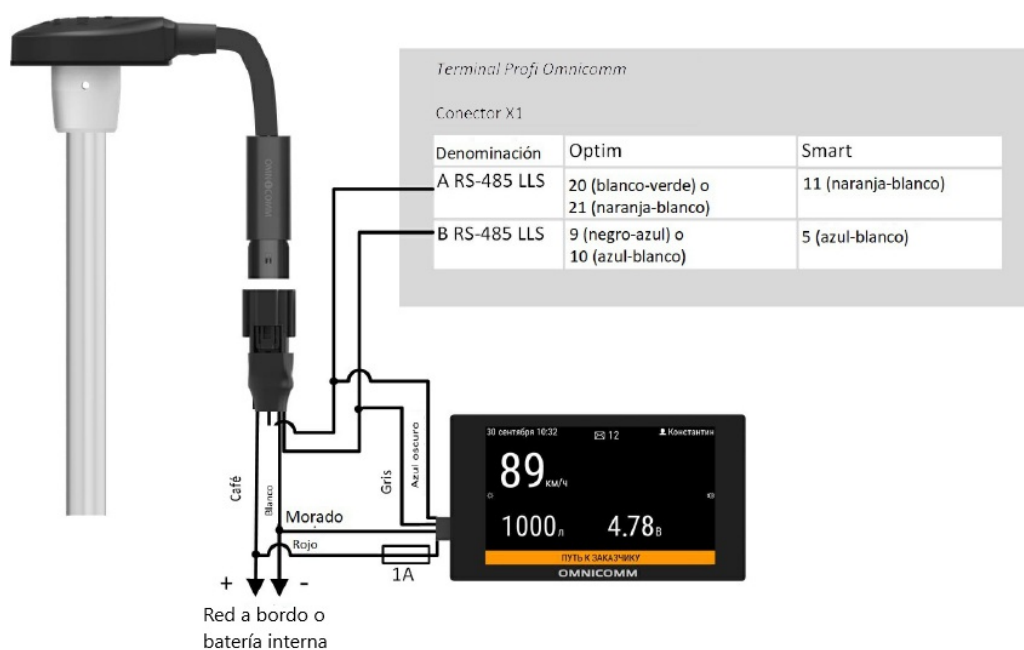 OMNICOMM
Terminal Profi Omnicomm
Conector X1
Denominación Optim Smart
A RS-485 LLS 20 (blanco-verde) o 11 (naranja-blanco)
21 (naranja-blanco)
B RS-485 LLS 9 (negro-azul) o 5 (azul-blanco)
10 (azul-blanco)
Café
Blanco
Gris
Azul oscuro
Morado
Rojo
1A
+ -
Red a bordo o
batería interna
30 сентября 10:32 12 Константин
89 км/ч
1000 л 4.78 в
ПУТЬ К ЗАКАЗЧИКУ
OMNICOMM